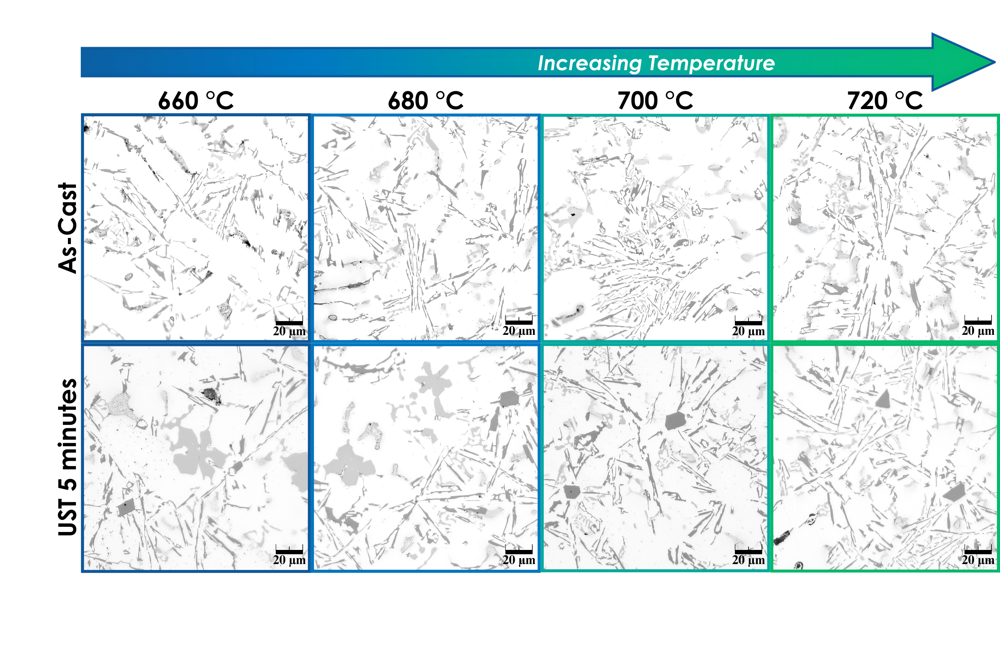 Increasing Temperature
660 °C
680 °C
700 °C
720 °C
As-Cast
20 µm
20 µm
20 µm
20 µm
UST 5 minutes
20 µm
20 µm
20 µm
20 µm